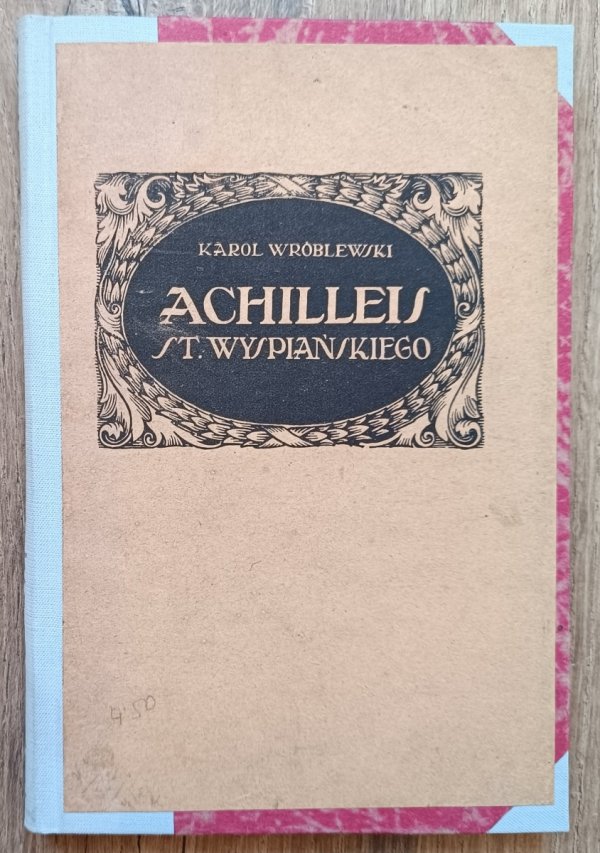 KAROL WRÓBLEWSKI
ACHILLEIS
ST. WYSPIAŃSKIEGO
4'50